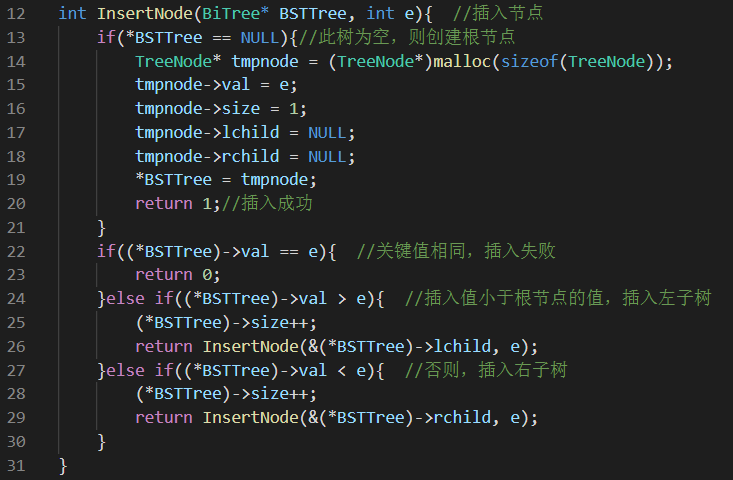 12 int InsertNode(BiTree* BSTTree, int e){  //插入节点
13     if(*BSTTree == NULL){//此树为空，则创建根节点
14         TreeNode* tmpnode = (TreeNode*)malloc(sizeof(TreeNode));
15         tmpnode->val = e;
16         tmpnode->size = 1;
17         tmpnode->lchild = NULL;
18         tmpnode->rchild = NULL;
19         *BSTTree = tmpnode;
20         return 1;//插入成功
21     }
22     if((*BSTTree)->val == e){  //关键值相同，插入失败
23         return 0;
24     }else if((*BSTTree)->val > e){  //插入值小于根节点的值，插入左子树
25         (*BSTTree)->size++;
26         return InsertNode(&(*BSTTree)->lchild, e);
27     }else if((*BSTTree)->val < e){  //否则，插入右子树
28         (*BSTTree)->size++;
29         return InsertNode(&(*BSTTree)->rchild, e);
30     }
31 }